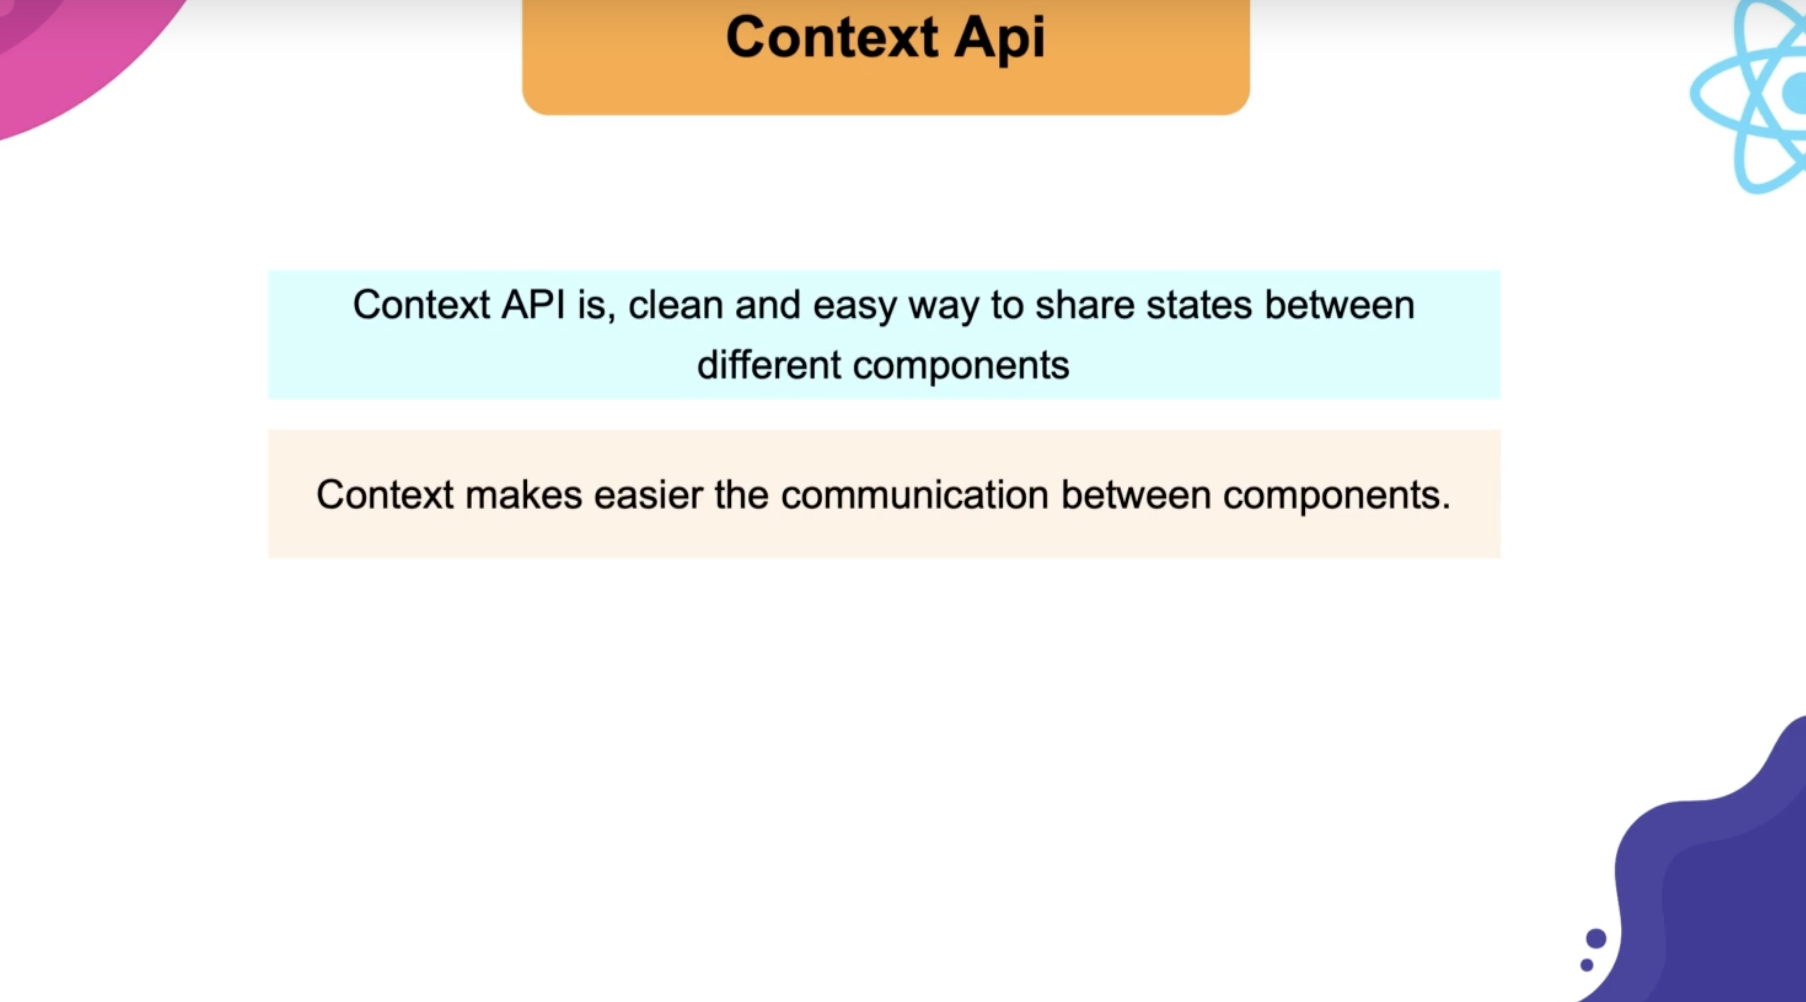 Context Api
Context API is, clean and easy way to share states between
different components
Context makes easier the communication between components.